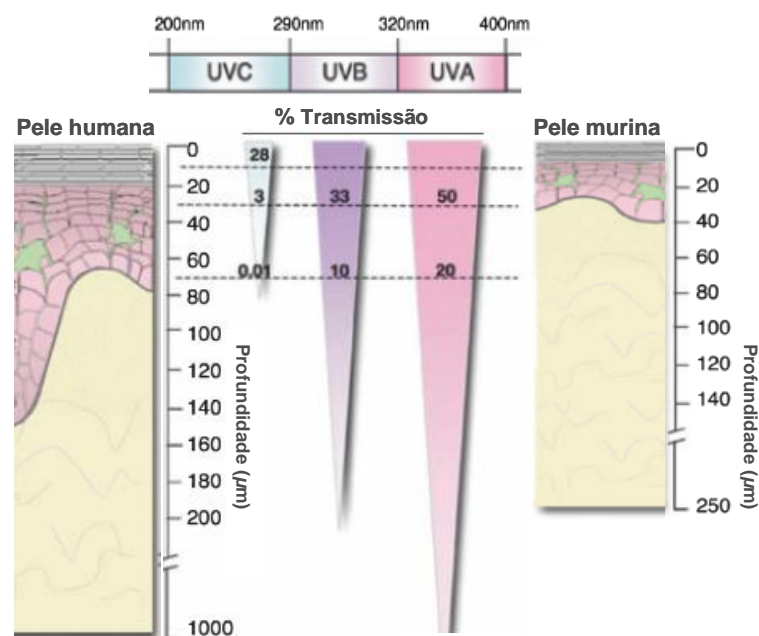 200nm 290nm 320nm 400nm
UVC UVB UVA
% Transmissão
Pele humana
Pele murina
0
20
40
60
80
100
120
140
160
180
200
1000
Profundidade (µm)
28
3 33 50
0.01 10 20
0
20
40
60
80
100
120
140
250
Profundidade (µm)